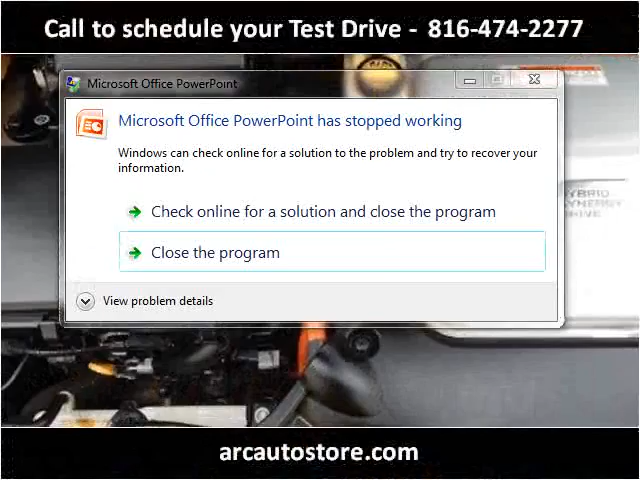 Call to schedule your Test Drive - 816-474-2277
Microsoft Office PowerPoint
Microsoft Office PowerPoint has stopped working
Windows can check online for a solution to the problem and try to recover your
information.
Check online for a solution and close the program
Close the program
View problem details
HYBRID
SYNERGY
DRIVE
arcautostore.com